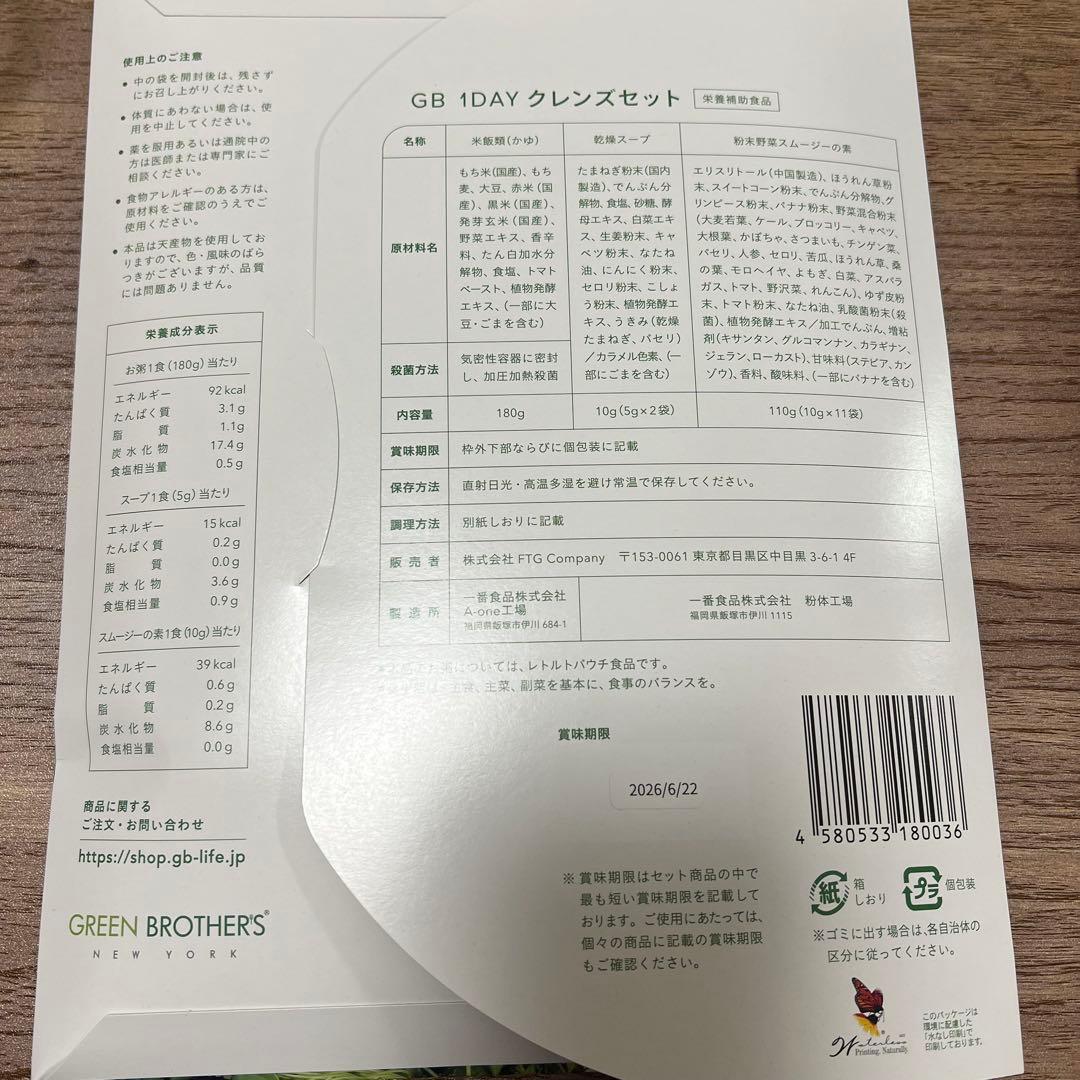 使用上のご注意
● 中の袋を開封後は、残さず
にお召し上がりください。
● 体質にあわない場合は、使
用を中止してください。
● 薬を服用あるいは通院中の
方は医師または専門家にご
相談ください。
● 食物アレルギーのある方は、
原材料をご確認のうえでご
使用ください。
● 本品は天産物を使用してお
りますので、色・風味のばら
つきがございますが、品質
には問題ありません。
栄養成分表示
お粥1食(180g)当たり
エネルギー 92kcal
たんぱく質 3.1g
脂質 1.1g
炭水化物 17.4g
食塩相当量 0.5g
スープ1食(5g)当たり
エネルギー 15kcal
たんぱく質 0.2g
脂質 0.0g
炭水化物 3.6g
食塩相当量 0.9g
スムージーの素1食(10g)当たり
エネルギー 39kcal
たんぱく質 0.6g
脂質 0.2g
炭水化物 8.6g
食塩相当量 0.0g
商品に関する
ご注文・お問い合わせ
https://shop.gb-life.jp
GREEN BROTHER'S®
NEW YORK
GB 1DAY クレンズセット 栄養補助食品
名称 米飯類(かゆ) 乾燥スープ 粉末野菜スムージーの素
原材料名
もち米(国産)、もち
麦、大豆、赤米(国
産)、黒米(国産)、
発芽玄米(国産)、
野菜エキス、香辛
料、たん白加水分
解物、食塩、トマト
ペースト、植物発酵
エキス、(一部に大
豆・ごまを含む)
たまねぎ粉末(国内
製造)、でんぷん分
解物、食塩、砂糖、酵
母エキス、白菜エキ
ス、生姜粉末、キャ
ベツ粉末、なたね
油、にんにく粉末、
セロリ粉末、こしょ
う粉末、植物発酵エ
キス、うきみ(乾燥
たまねぎ、パセリ)
/カラメル色素、(一
部にごまを含む)
エリスリトール(中国製造)、ほうれん草粉
末、スイートコーン粉末、でんぷん分解物、グ
リンピース粉末、バナナ粉末、野菜混合粉末
(大麦若葉、ケール、ブロッコリー、キャベツ、
大根葉、かぼちゃ、さつまいも、チンゲン菜、
パセリ、人参、セロリ、苦瓜、ほうれん草、桑
の葉、モロヘイヤ、よもぎ、白菜、アスパラ
ガス、トマト、野沢菜、れんこん)、ゆず皮粉
末、トマト粉末、なたね油、乳酸菌粉末(殺
菌)、植物発酵エキス/加工でんぷん、増粘
剤(キサンタン、グルコマンナン、カラギナン、
ジェラン、ローカスト)、甘味料(ステビア、カン
ゾウ)、香料、酸味料、(一部にバナナを含む)
殺菌方法 気密性容器に密封
し、加圧加熱殺菌
内容量 180g 10g(5g×2袋) 110g(10g×11袋)
賞味期限 枠外下部ならびに個包装に記載
保存方法 直射日光・高温多湿を避け常温で保存してください。
調理方法 別紙しおりに記載
販売者 株式会社 FTG Company 〒153-0061 東京都目黒区中目黒 3-6-1 4F
製造所 一番食品株式会社
A-one工場
福岡県飯塚市伊川 684-1
一番食品株式会社 粉体工場
福岡県飯塚市伊川 1115
については、レトルトパウチ食品です。
主食、主菜、副菜を基本に、食事のバランスを。
賞味期限
2026/6/22
※賞味期限はセット商品の中で
最も短い賞味期限を記載して
おります。ご使用にあたっては、
個々の商品に記載の賞味期限
もご確認ください。
4 580533 180036
紙 箱
しおり
プラ 個包装
※ゴミに出す場合は、各自治体の
区分に従ってください。
Waterless
Printing. Naturally.
このパッケージは
環境に配慮した
「水なし印刷」で
印刷しております。